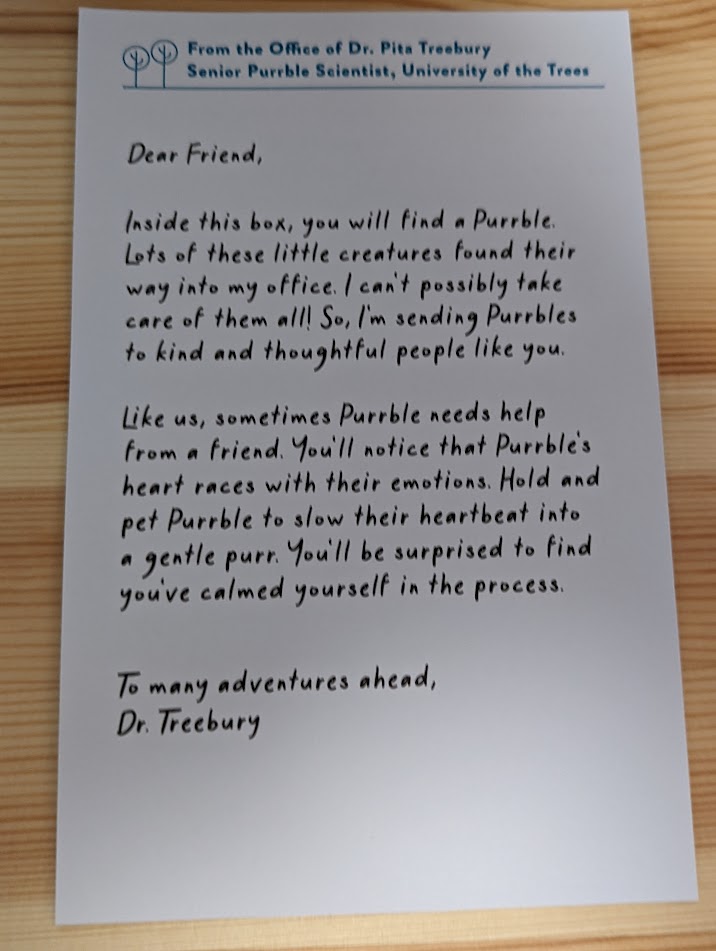 From the Office of Dr. Pita Treebury
Senior Purrble Scientist, University of the Trees
Dear Friend,
Inside this box, you will find a Purrble.
Lots of these little creatures found their
way into my office. I can't possibly take
care of them all! So, I'm sending Purrbles
to kind and thoughtful people like you.
Like us, sometimes Purrble needs help
from a friend. You'll notice that Purrble's
heart races with their emotions. Hold and
pet Purrble to slow their heartbeat into
a gentle purr. You'll be surprised to find
you've calmed yourself in the process.
To many adventures ahead,
Dr. Treebury